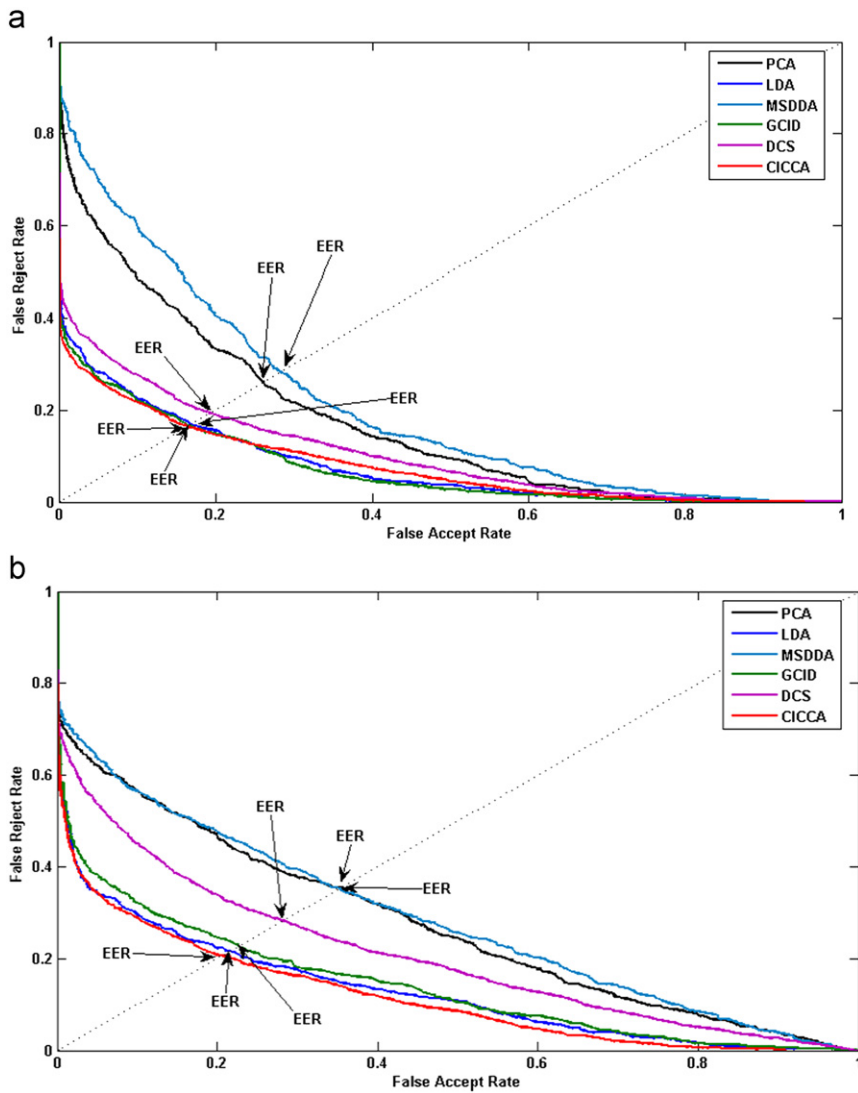 a
1
0.8
0.6
0.4
0.2
0
False Reject Rate
PCA
LDA
MSDDA
GCID
DCS
CICCA
EER
EER
EER
EER
EER
EER
0
0.2
0.4
0.6
0.8
1
False Accept Rate
b
1
0.8
0.6
0.4
0.2
0
False Reject Rate
PCA
LDA
MSDDA
GCID
DCS
CICCA
EER
EER
EER
EER
EER
EER
0
0.2
0.4
0.6
0.8
1
False Accept Rate